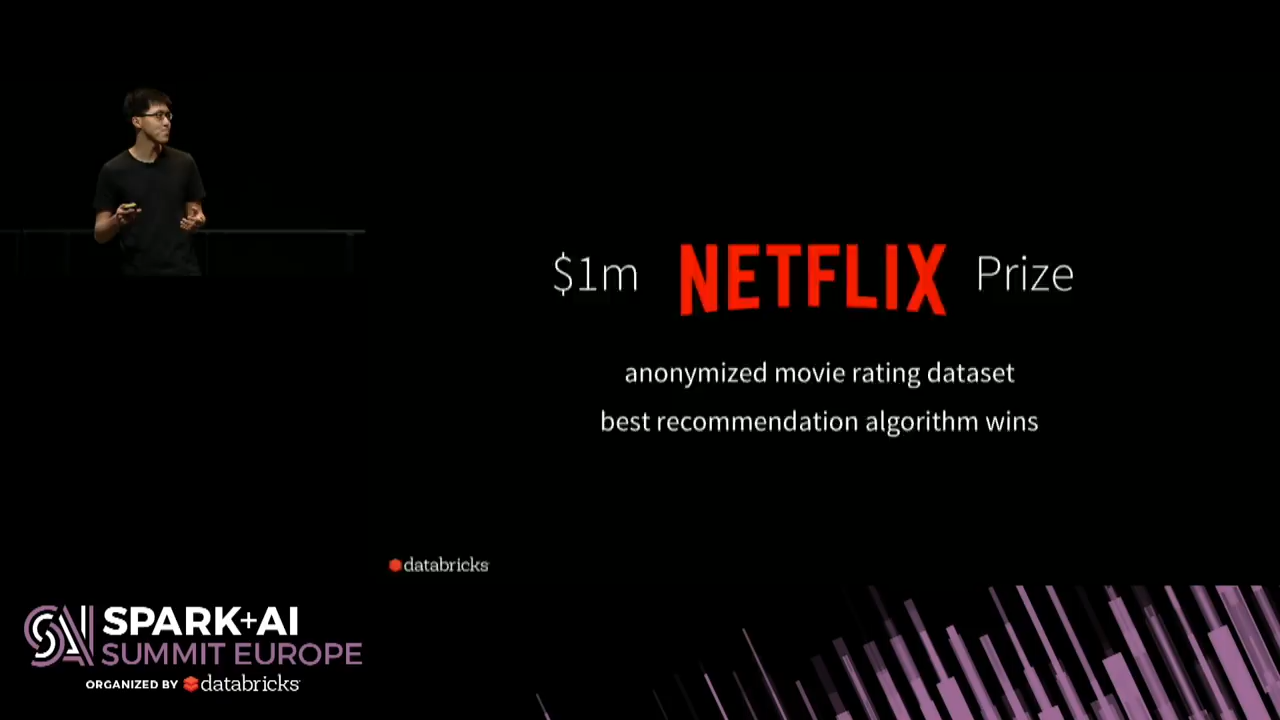 $1m NETFLIX Prize
anonymized movie rating dataset
best recommendation algorithm wins
databricks
SPARK+AI
SUMMIT EUROPE
ORGANIZED BY databricks